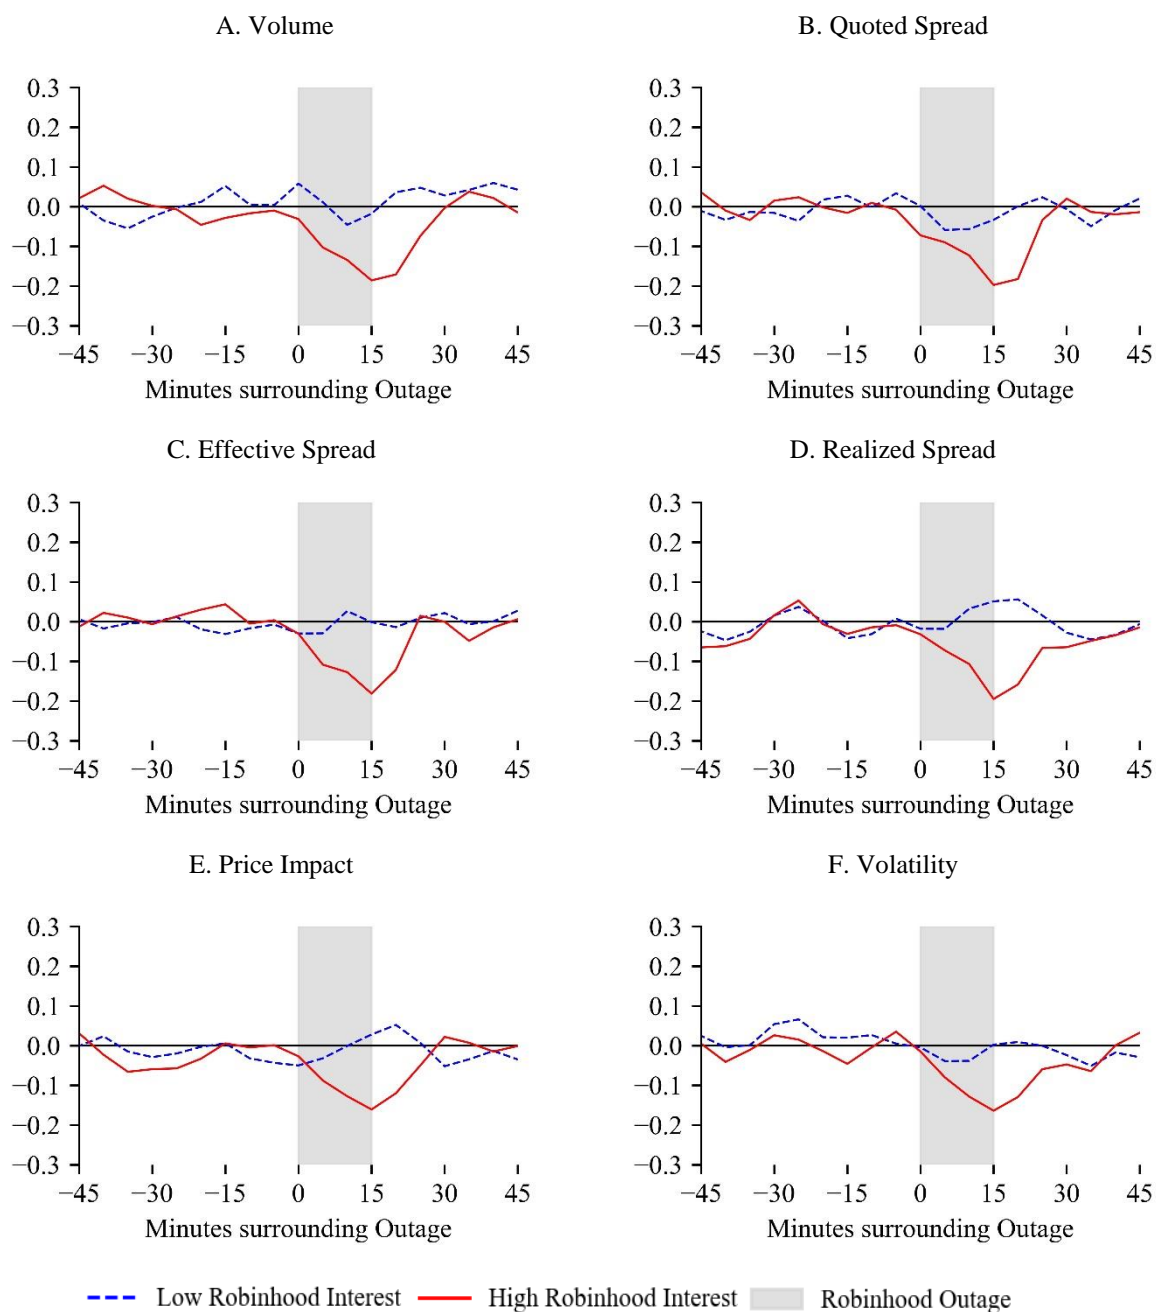 A. Volume
B. Quoted Spread
0.3
0.2
0.1
0.0
−0.1
−0.2
−0.3
−45 −30 −15 0 15 30 45
Minutes surrounding Outage
0.3
0.2
0.1
0.0
−0.1
−0.2
−0.3
−45 −30 −15 0 15 30 45
Minutes surrounding Outage
C. Effective Spread
D. Realized Spread
0.3
0.2
0.1
0.0
−0.1
−0.2
−0.3
−45 −30 −15 0 15 30 45
Minutes surrounding Outage
0.3
0.2
0.1
0.0
−0.1
−0.2
−0.3
−45 −30 −15 0 15 30 45
Minutes surrounding Outage
E. Price Impact
F. Volatility
0.3
0.2
0.1
0.0
−0.1
−0.2
−0.3
−45 −30 −15 0 15 30 45
Minutes surrounding Outage
0.3
0.2
0.1
0.0
−0.1
−0.2
−0.3
−45 −30 −15 0 15 30 45
Minutes surrounding Outage
Low Robinhood Interest High Robinhood Interest Robinhood Outage